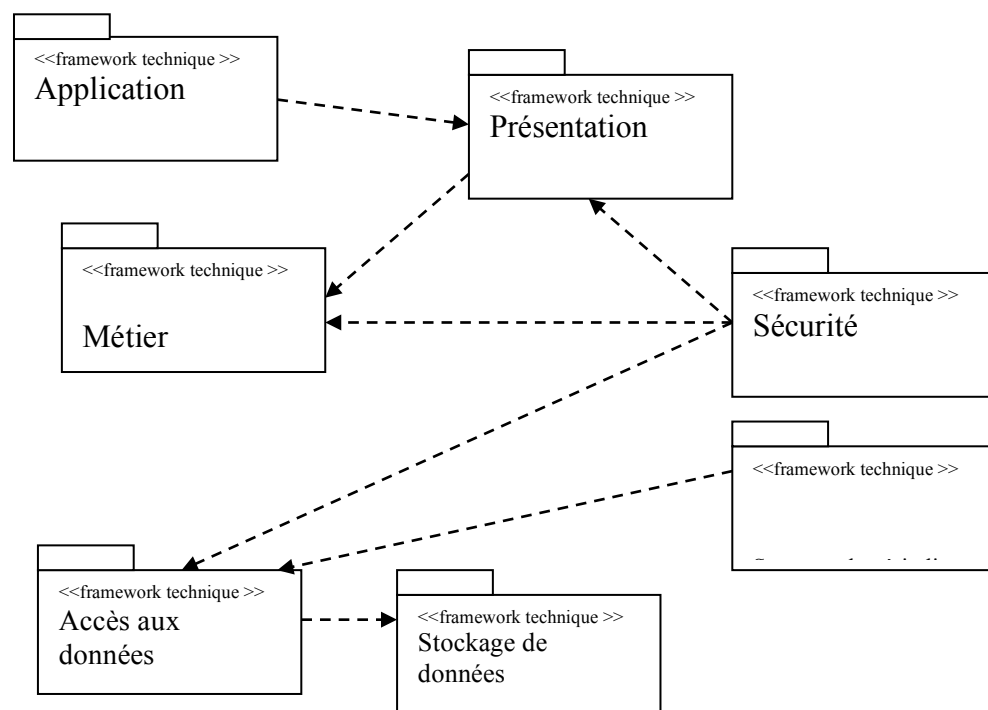 <<framework technique >>
Application
<<framework technique >>
Présentation
<<framework technique >>
Métier
<<framework technique >>
Sécurité
<<framework technique >>
<<framework technique >>
Accès aux
données
<<framework technique >>
Stockage de
données